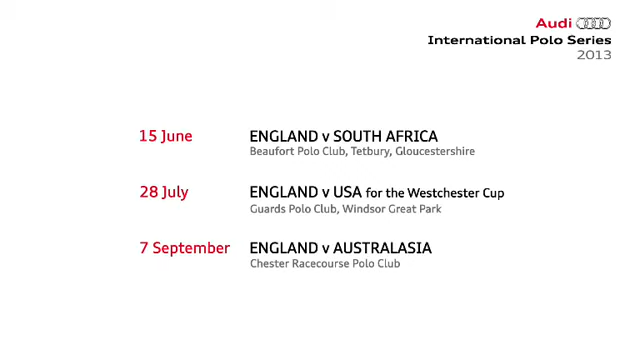 Audi
International Polo Series
2013
15 June
ENGLAND v SOUTH AFRICA
Beaufort Polo Club, Tetbury, Gloucestershire
28 July
ENGLAND v USA for the Westchester Cup
Guards Polo Club, Windsor Great Park
7 September
ENGLAND v AUSTRALASIA
Chester Racecourse Polo Club